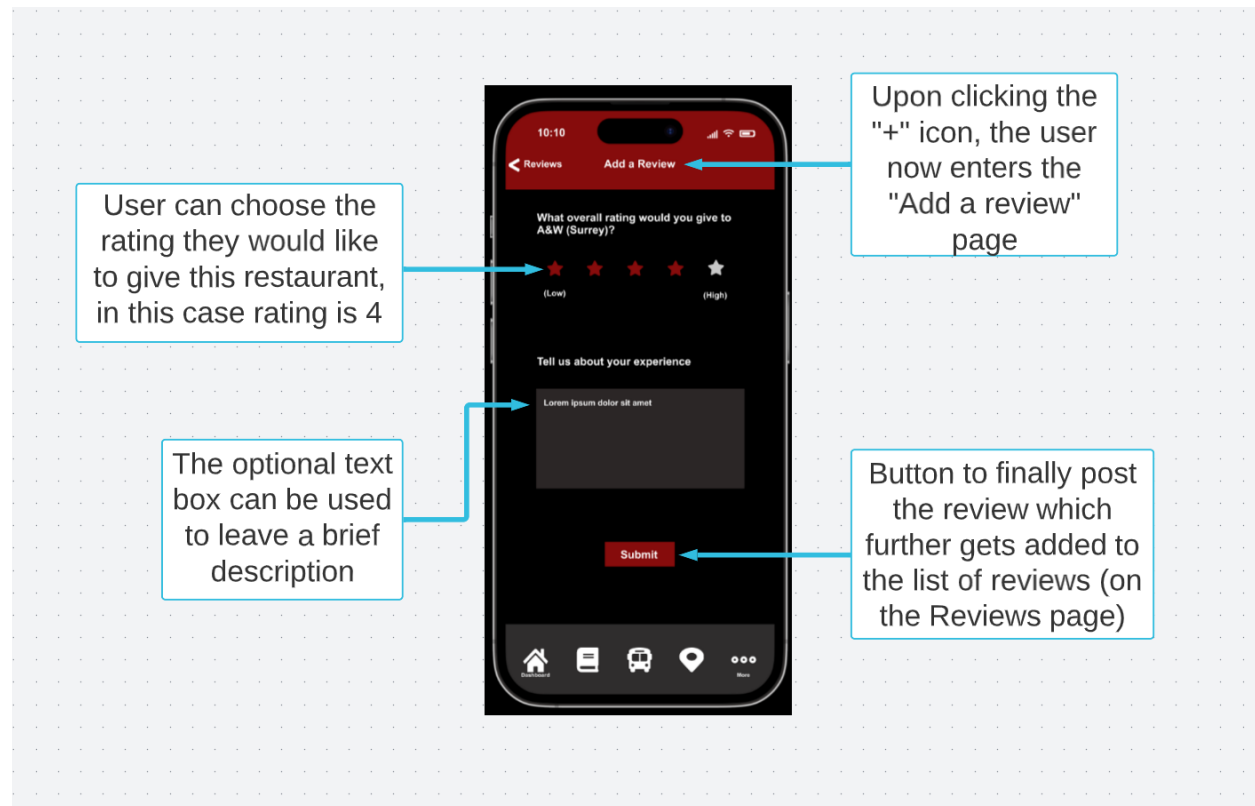 Upon clicking the
"+" icon, the user
now enters the
"Add a review"
page
User can choose the
rating they would like
to give this restaurant,
in this case rating is 4
The optional text
box can be used
to leave a brief
description
Button to finally post
the review which
further gets added to
the list of reviews (on
the Reviews page)
10:10
Reviews
Add a Review
What overall rating would you give to
A&W (Surrey)?
(Low)
(High)
Tell us about your experience
Lorem ipsum dolor sit amet
Submit
Dashboard
More